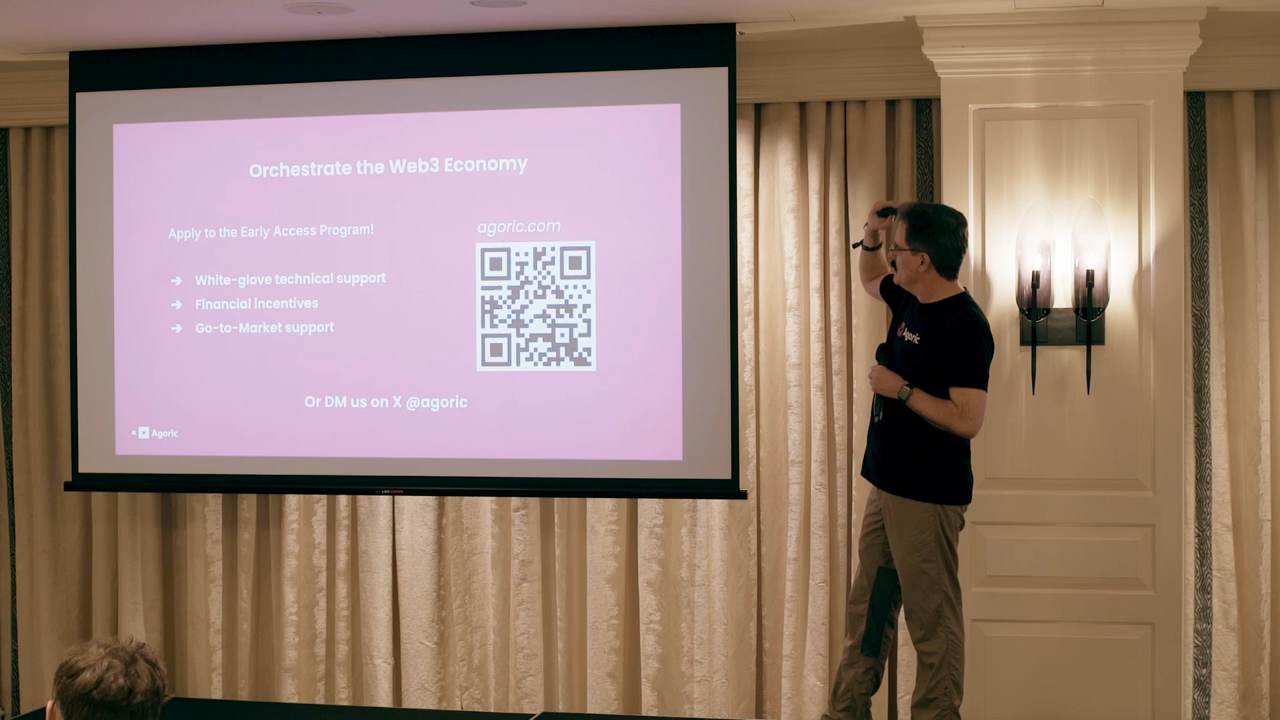 Orchestrate the Web3 Economy
Apply to the Early Access Program!
agoric.com
→ White-glove technical support
→ Financial incentives
→ Go-to-Market support
Or DM us on X @agoric
Agoric
Agoric